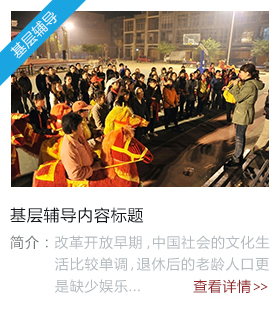 基层辅导
基层辅导内容标题
简介：改革开放早期,中国社会的文化生
活比较单调,退休后的老龄人口更
是缺少娱乐... 查看详情>>